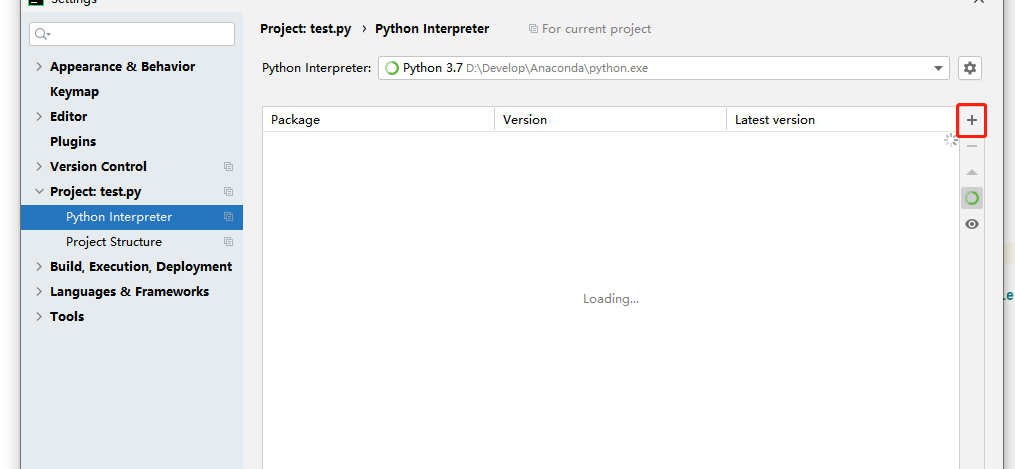 Settings
Project: test.py › Python Interpreter For current project
Python Interpreter: Python 3.7 D:\Develop\Anaconda\python.exe
Appearance & Behavior
Keymap
Editor
Plugins
Version Control
Project: test.py
Python Interpreter
Project Structure
Build, Execution, Deployment
Languages & Frameworks
Tools
Package Version Latest version
Loading...